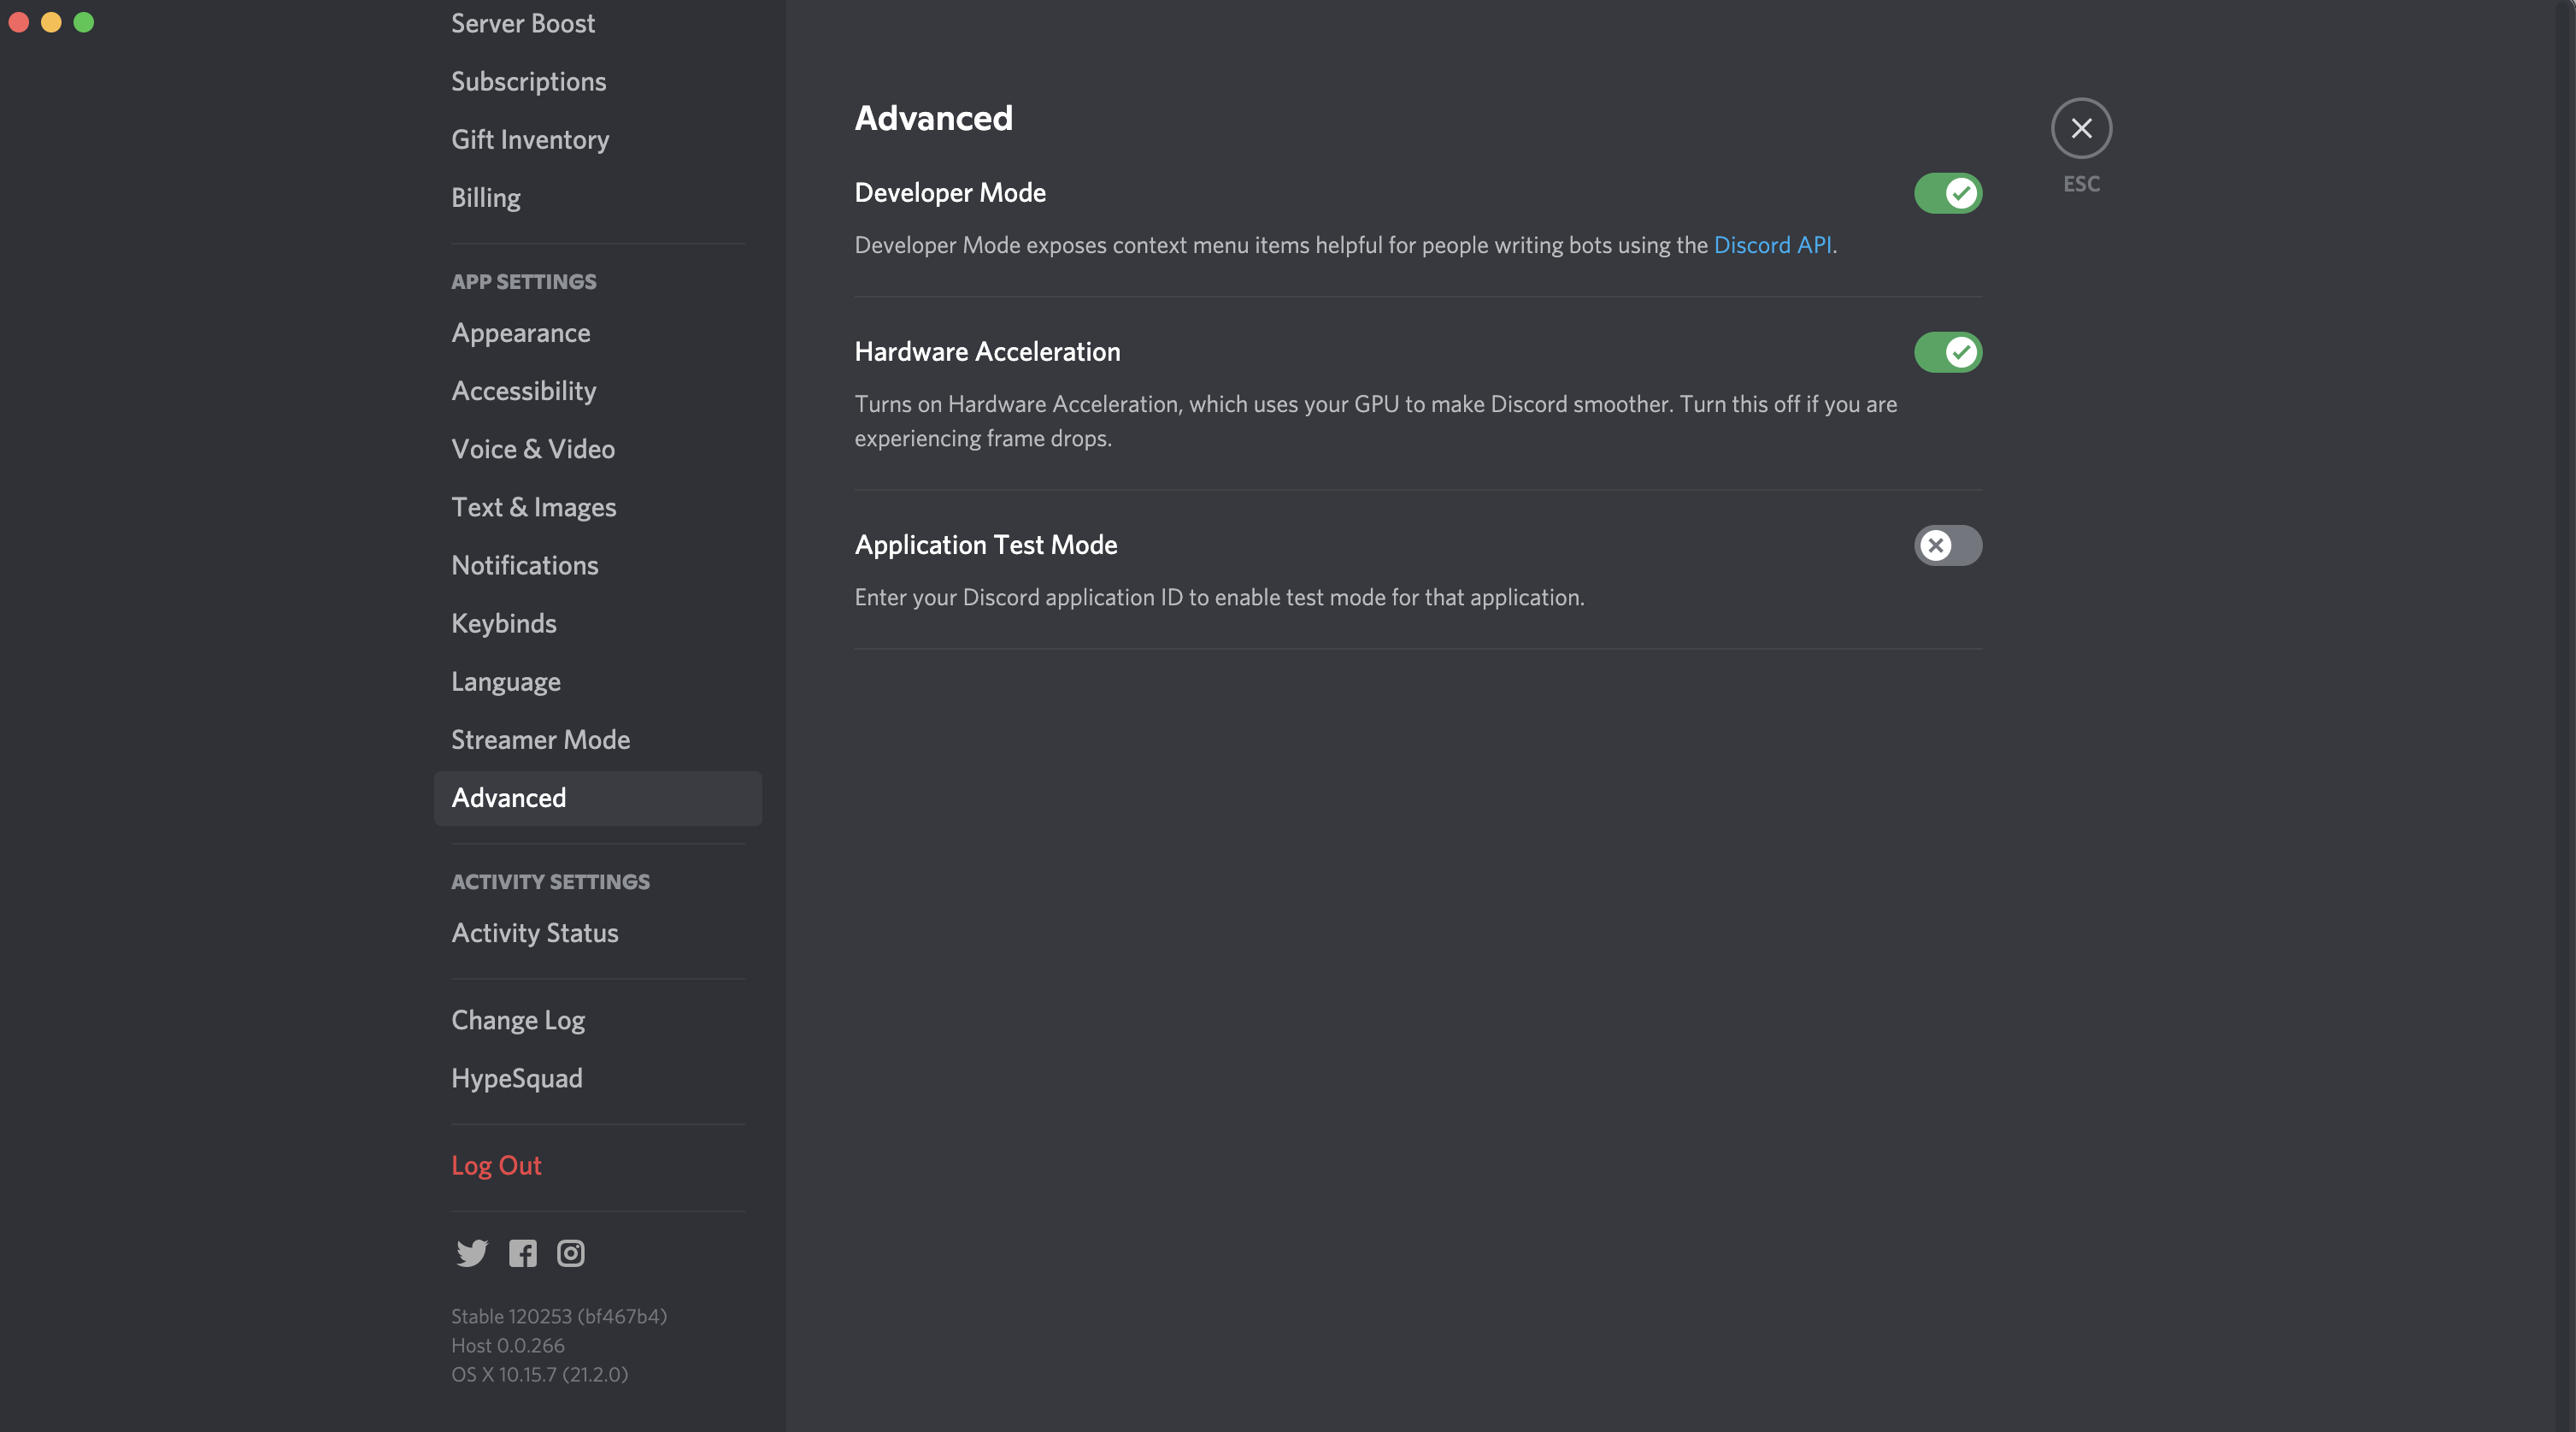 Server Boost
Subscriptions
Gift Inventory
Billing
APP SETTINGS
Appearance
Accessibility
Voice & Video
Text & Images
Notifications
Keybinds
Language
Streamer Mode
Advanced
ACTIVITY SETTINGS
Activity Status
Change Log
HypeSquad
Log Out
Stable 120253 (bf467b4)
Host 0.0.266
OS X 10.15.7 (21.2.0)
Advanced
Developer Mode
Developer Mode exposes context menu items helpful for people writing bots using the Discord API.
Hardware Acceleration
Turns on Hardware Acceleration, which uses your GPU to make Discord smoother. Turn this off if you are
experiencing frame drops.
Application Test Mode
Enter your Discord application ID to enable test mode for that application.
ESC